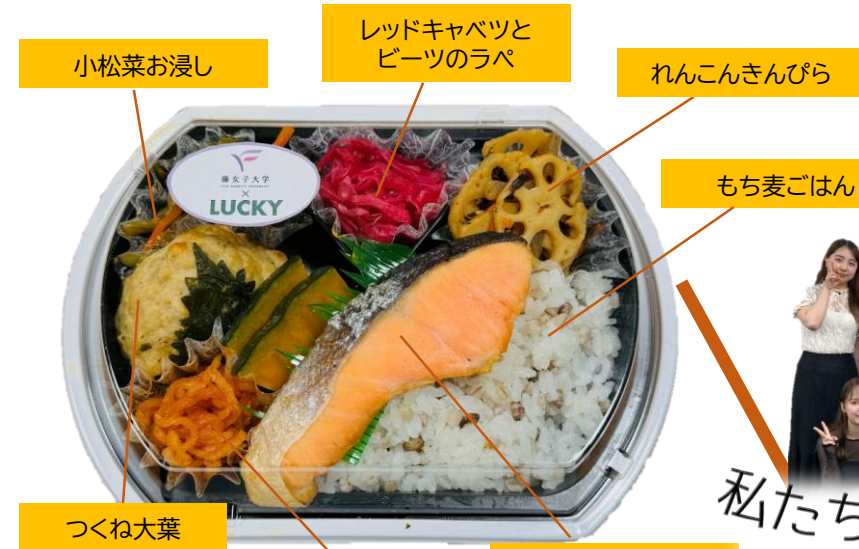 小松菜お浸し
レッドキャベツと
ビーツのラペ
れんこんきんぴら
もち麦ごはん
藤女子大学
×
LUCKY
つくね大葉
私たち